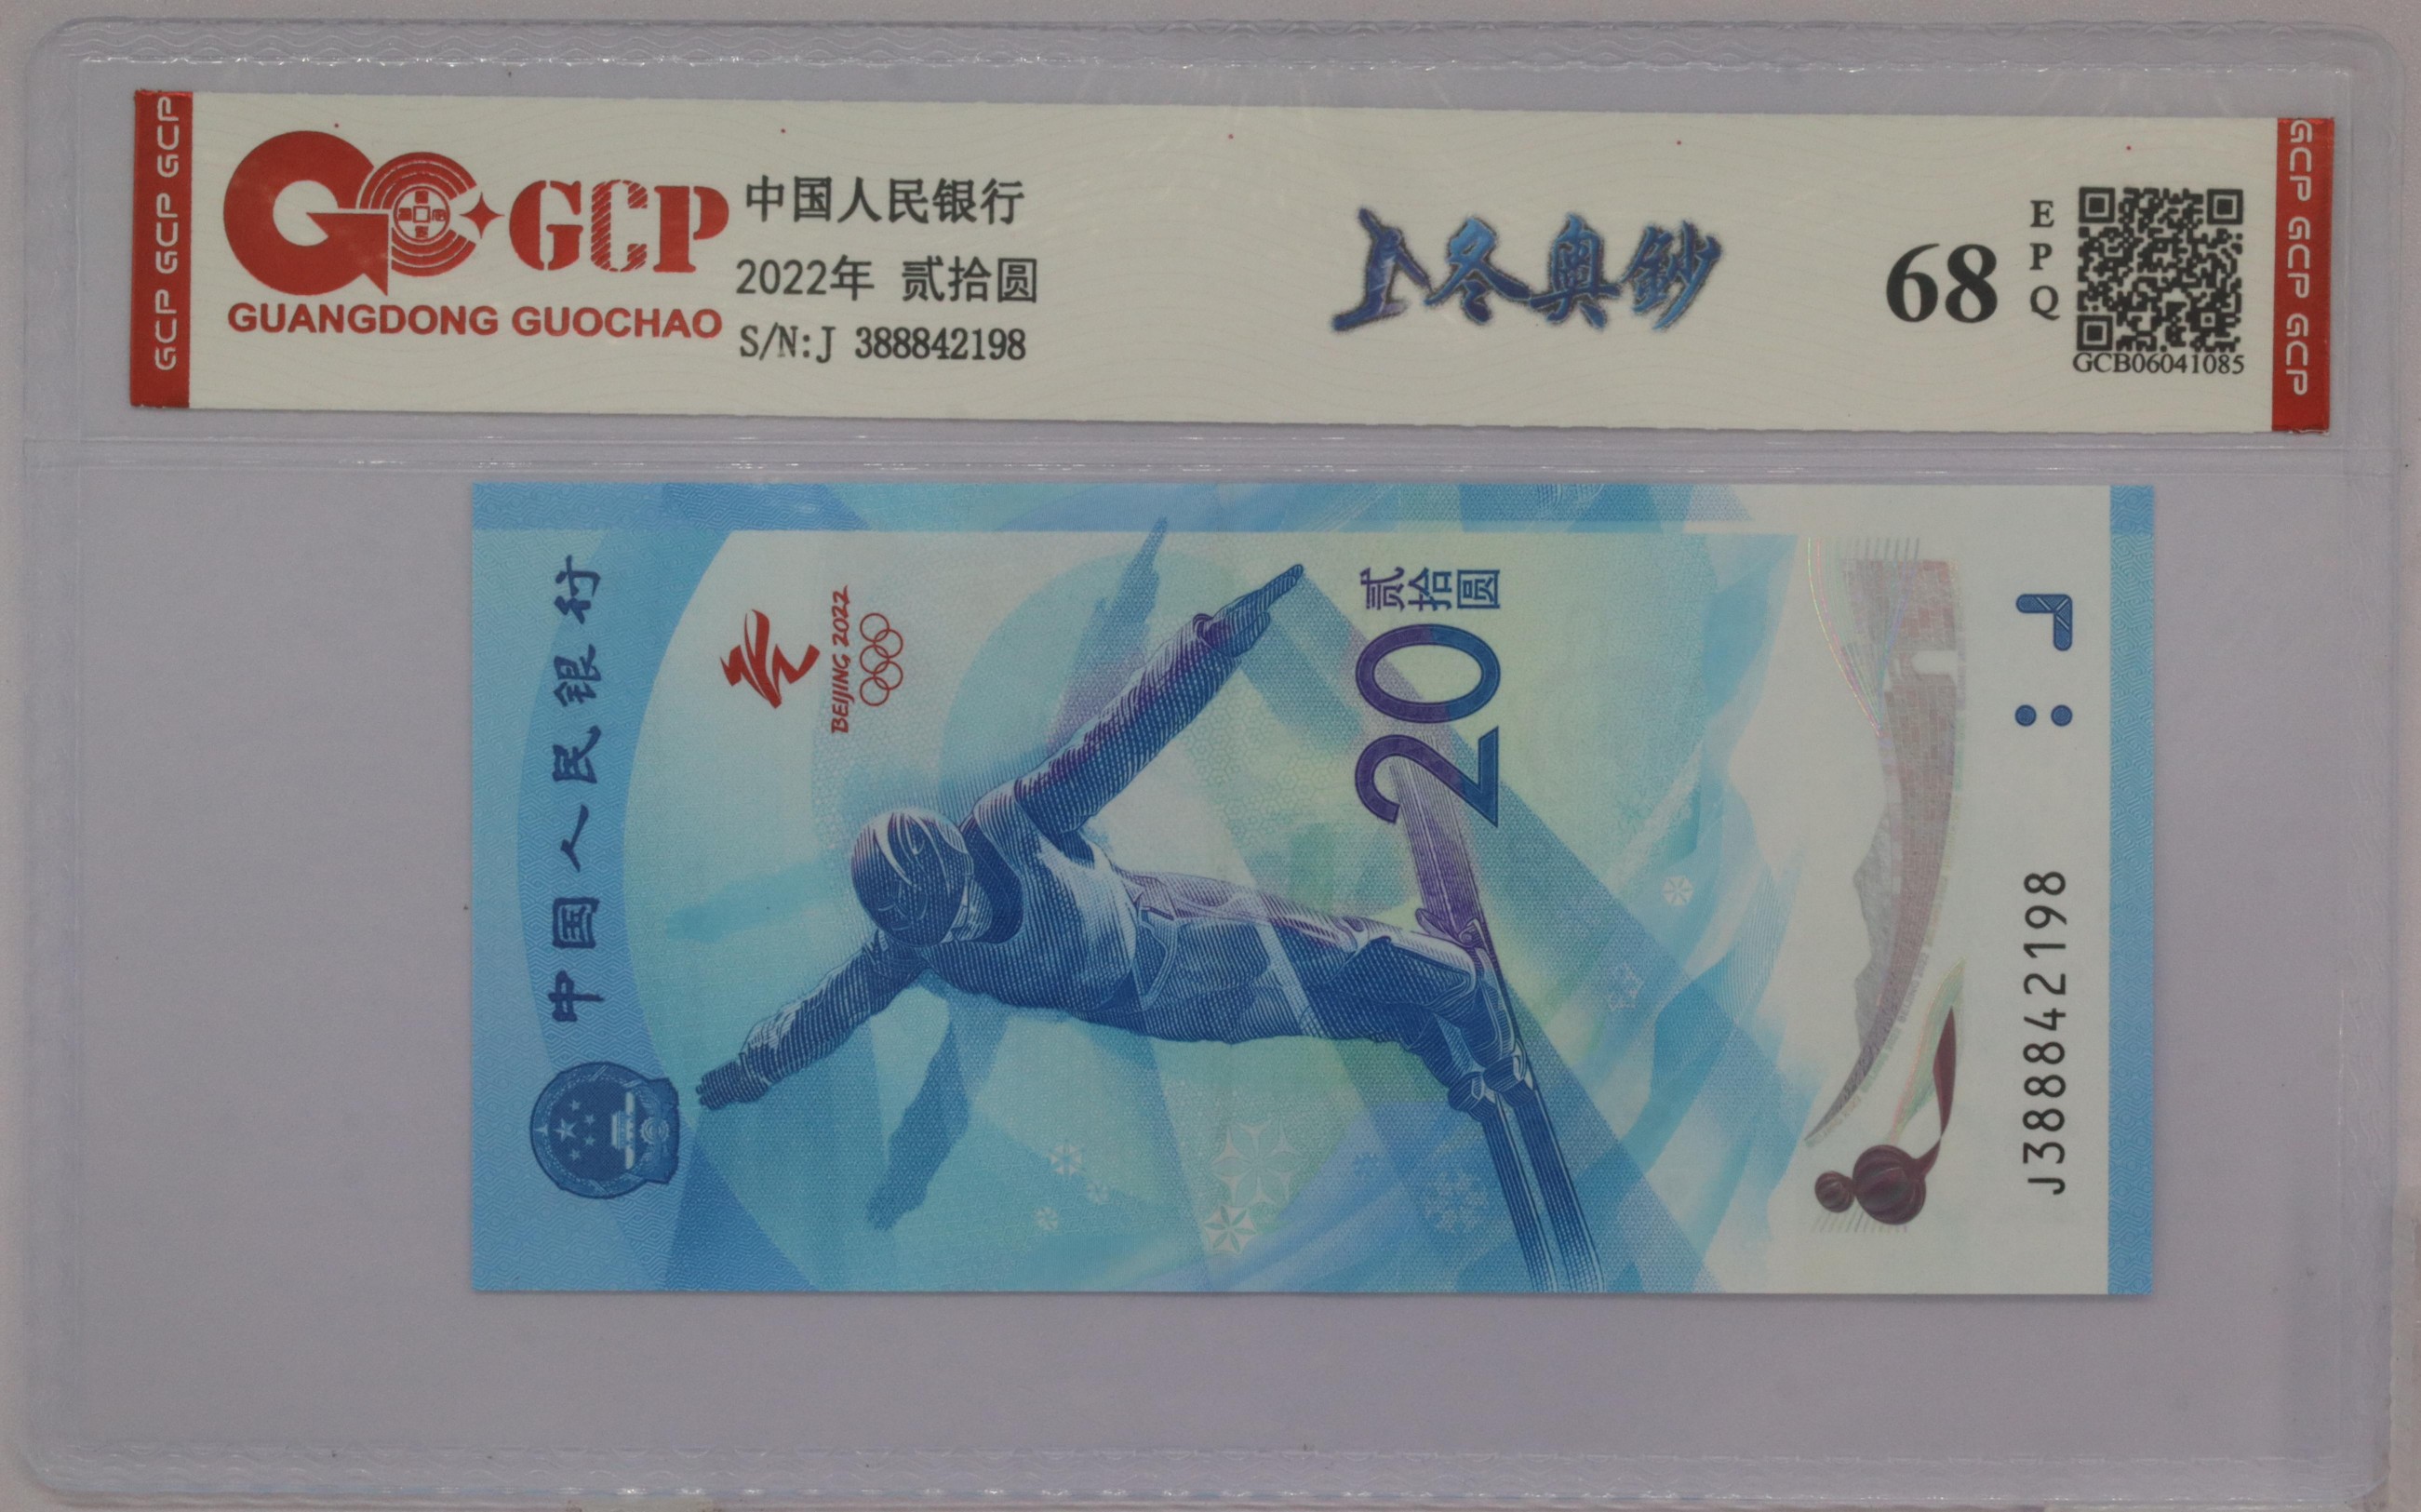 GCP GCP GCP
GCP
GUANGDONG GUOCHAO
中国人民银行
2022年 贰拾圆
S/N:J 388842198
冬奥鈔
68
EPQ
GCB06041085
GCP GCP GCP
中国人民银行
BEIJING 2022
贰拾圆
20
J388842198